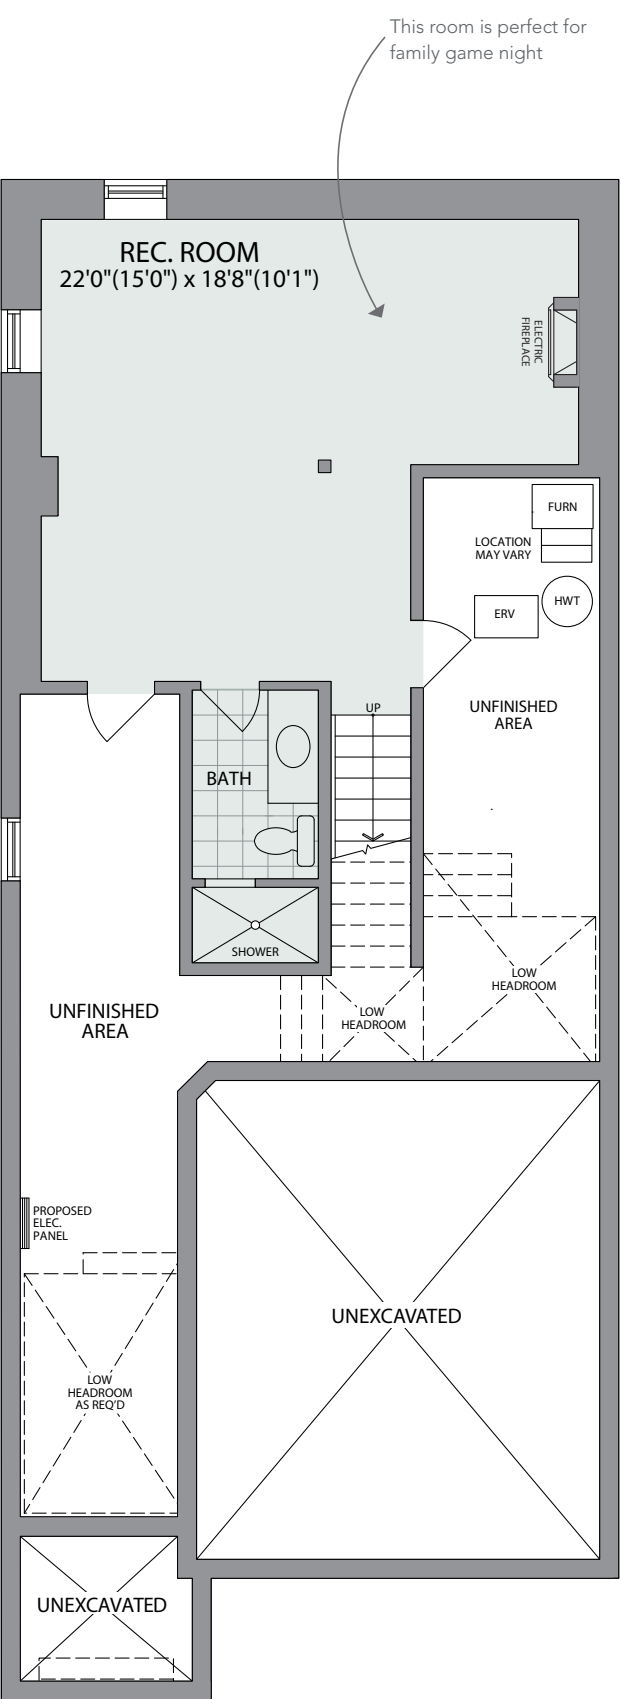 This room is perfect for
family game night
REC. ROOM
22'0"(15'0") x 18'8"(10'1")
ELECTRIC
FIREPLACE
FURN
LOCATION
MAY VARY
HWT
ERV
UNFINISHED
AREA
UP
BATH
SHOWER
LOW
HEADROOM
LOW
HEADROOM
UNFINISHED
AREA
PROPOSED
ELEC.
PANEL
UNEXCAVATED
LOW
HEADROOM
AS REQ'D
UNEXCAVATED